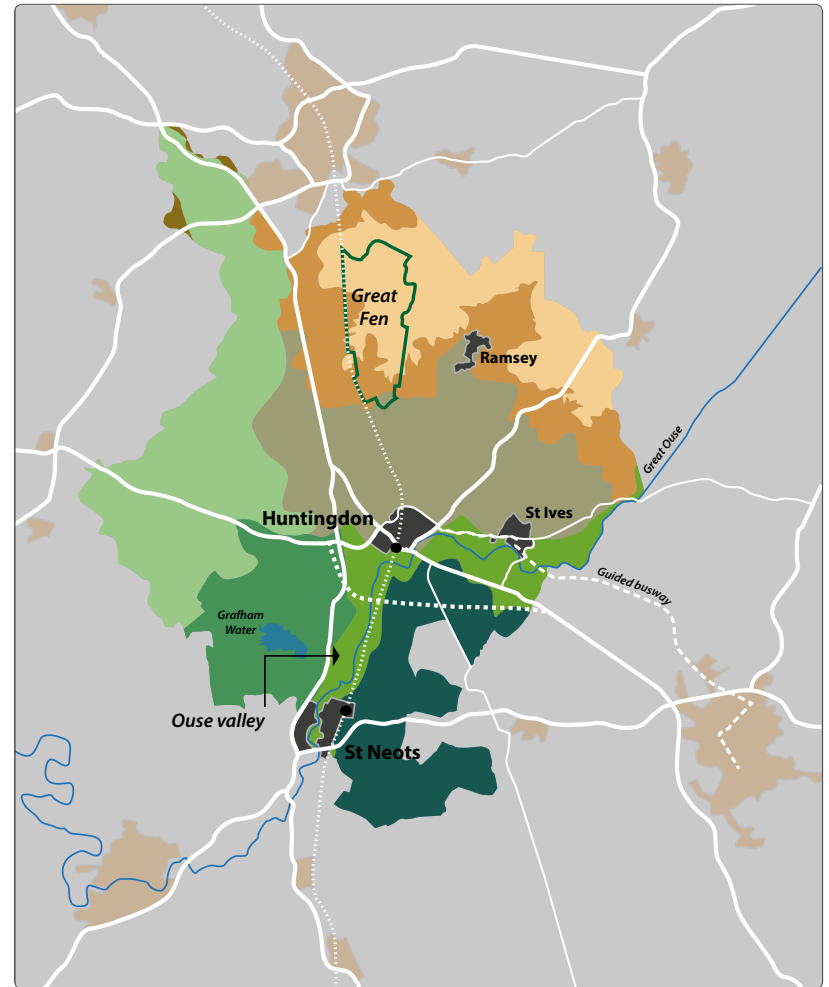 Great
Fen
Ramsey
Great Ouse
Huntingdon
St Ives
Guided busway
Grafham
Water
Ouse valley
St Neots